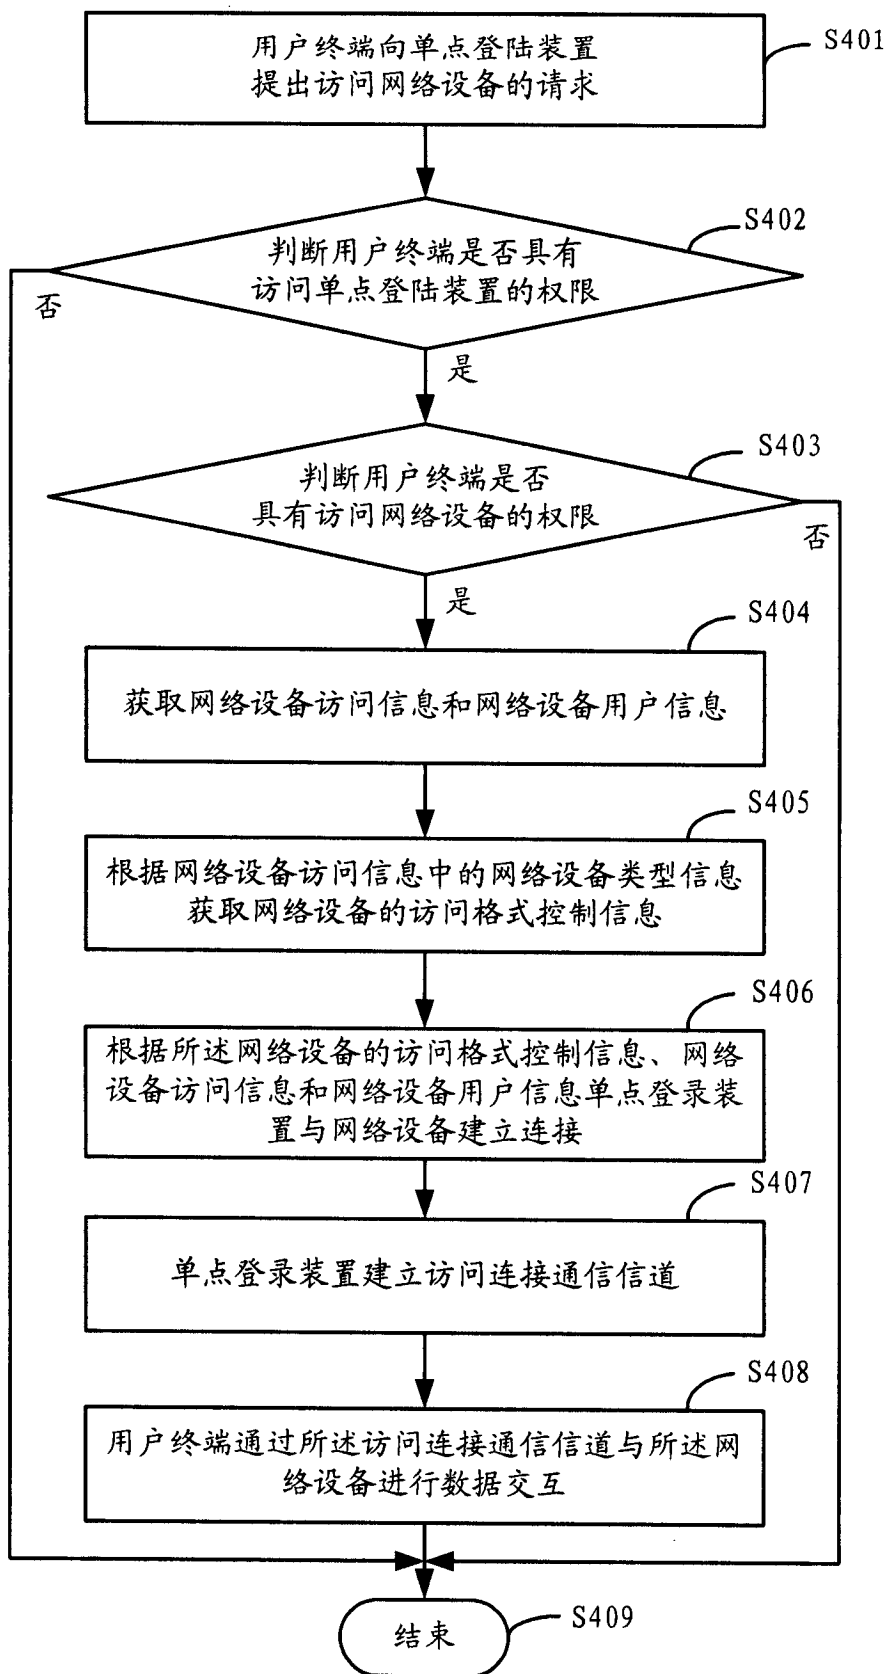 用户终端向单点登陆装置
提出访问网络设备的请求
S401
S402
判断用户终端是否具有
访问单点登陆装置的权限
否
是
S403
判断用户终端是否
具有访问网络设备的权限
否
是
S404
获取网络设备访问信息和网络设备用户信息
S405
根据网络设备访问信息中的网络设备类型信息
获取网络设备的访问格式控制信息
S406
根据所述网络设备的访问格式控制信息、网络
设备访问信息和网络设备用户信息单点登录装
置与网络设备建立连接
S407
单点登录装置建立访问连接通信信道
S408
用户终端通过所述访问连接通信信道与所述网
络设备进行数据交互
S409
结束